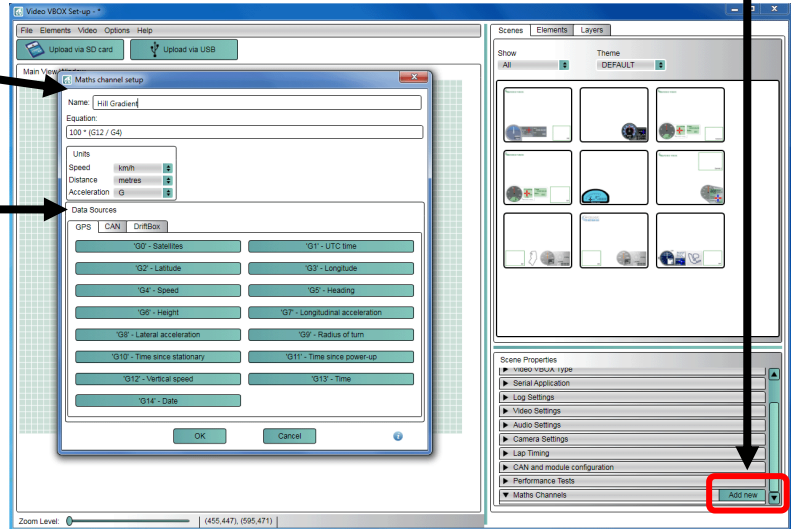 Video VBOX Set-up - *
File Elements Video Options Help
Upload via SD card
Upload via USB
Main View Window
Maths channel setup
Name: Hill Gradient
Equation:
100 * (G12 / G4)
Units
Speed km/h
Distance metres
Acceleration G
Data Sources
GPS CAN DriftBox
'G0' - Satellites 'G1' - UTC time
'G2' - Latitude 'G3' - Longitude
'G4' - Speed 'G5' - Heading
'G6' - Height 'G7' - Longitudinal acceleration
'G8' - Lateral acceleration 'G9' - Radius of turn
'G10' - Time since stationary 'G11' - Time since power-up
'G12' - Vertical speed 'G13' - Time
'G14' - Date
OK Cancel
Zoom Level: (455,447), (595,471)
Scenes Elements Layers
Show Theme
All DEFAULT
Scene Properties
Video VBOX Type
Serial Application
Log Settings
Video Settings
Audio Settings
Camera Settings
Lap Timing
CAN and module configuration
Performance Tests
Maths Channels Add new